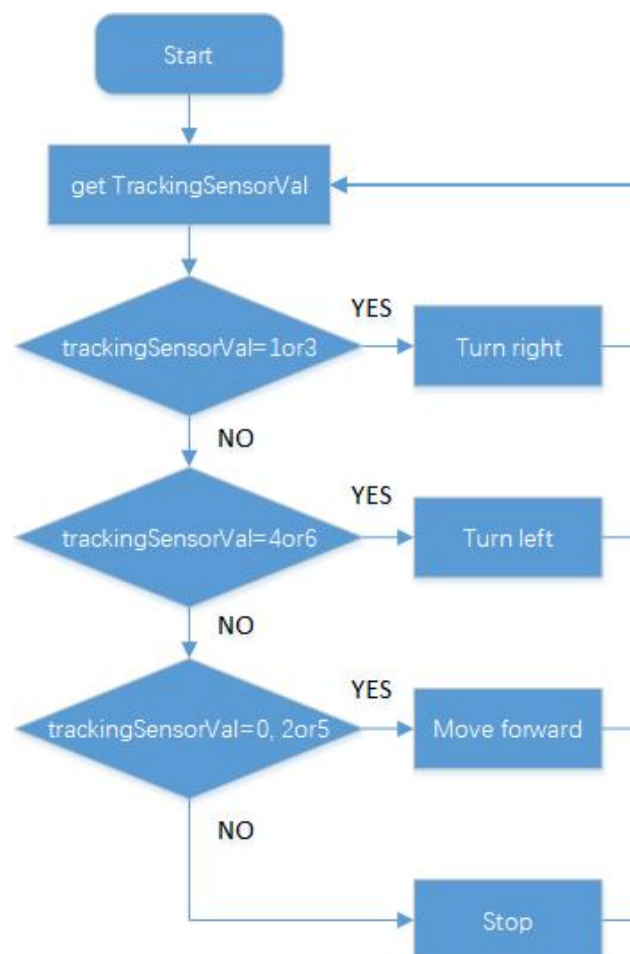 Start
get TrackingSensorVal
trackingSensorVal=1or3
YES
Turn right
NO
trackingSensorVal=4or6
YES
Turn left
NO
trackingSensorVal=0, 2or5
YES
Move forward
NO
Stop